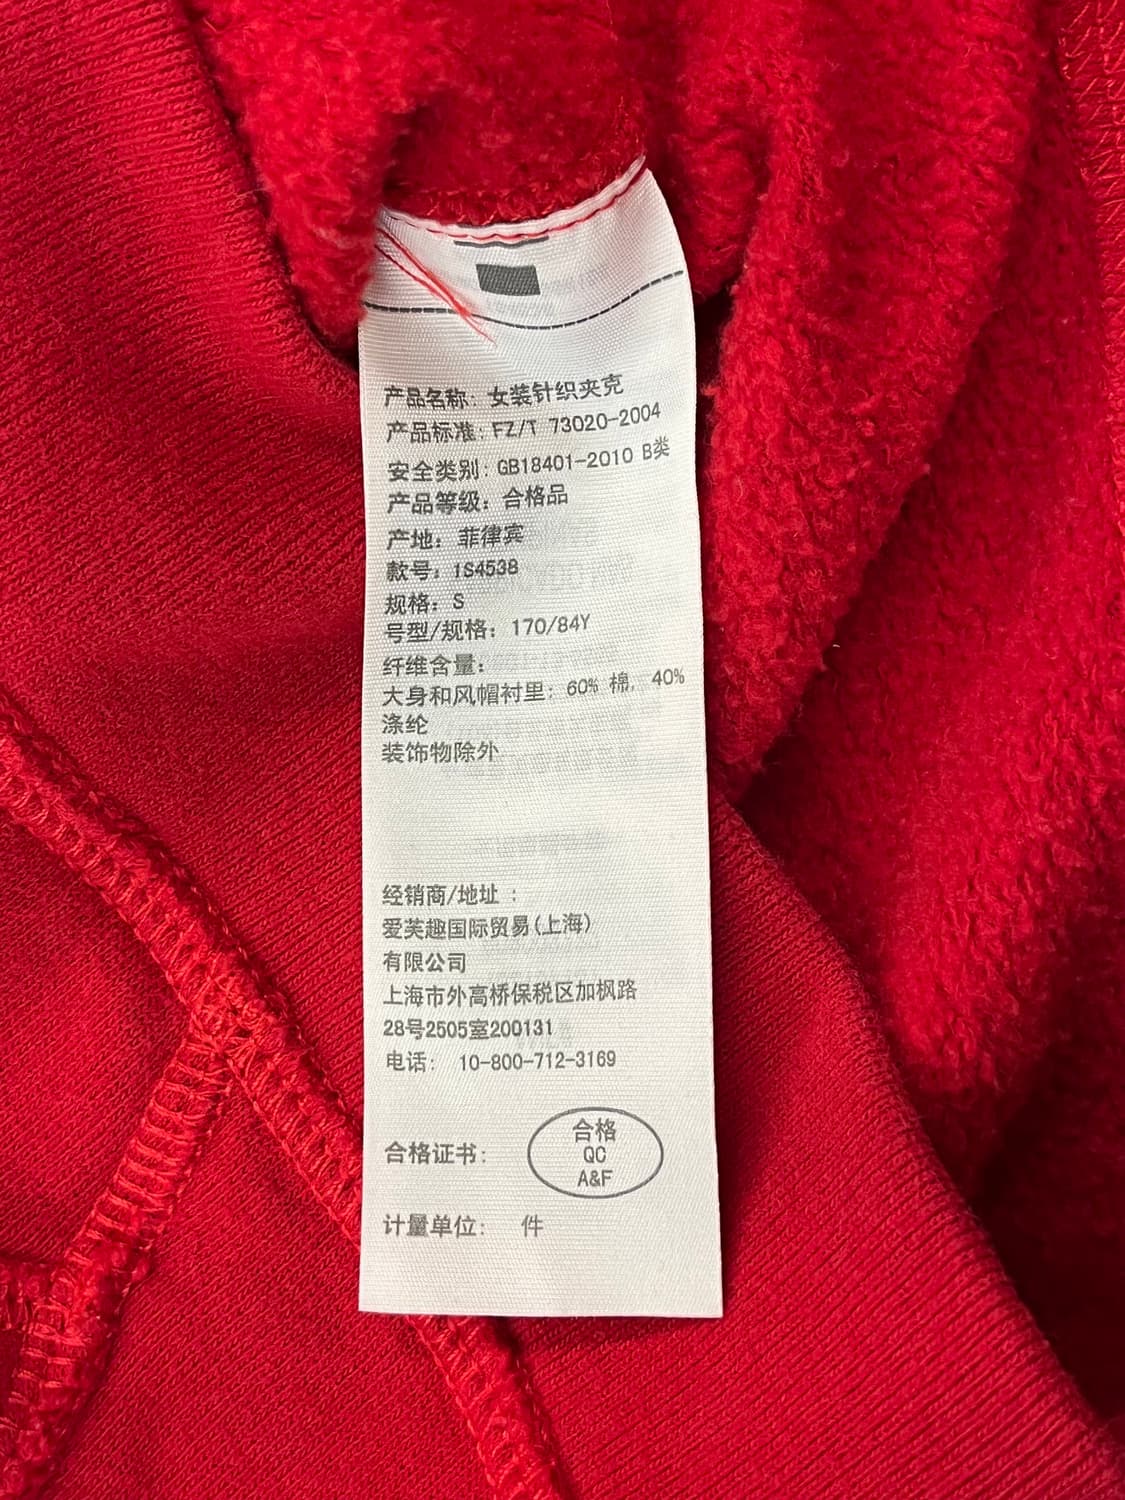 产品名称: 女装针织夹克
产品标准: FZ/T 73020-2004
安全类别: GB18401-2010 B类
产品等级: 合格品
产地: 菲律宾
款号: 1S4538
规格: S
号型/规格: 170/84Y
纤维含量:
大身和风帽衬里: 60% 棉, 40%
涤纶
装饰物除外
经销商/地址 :
爱芙趣国际贸易(上海)
有限公司
上海市外高桥保税区加枫路
28号2505室200131
电话: 10-800-712-3169
合格证书:
合格
QC
A&F
计量单位: 件